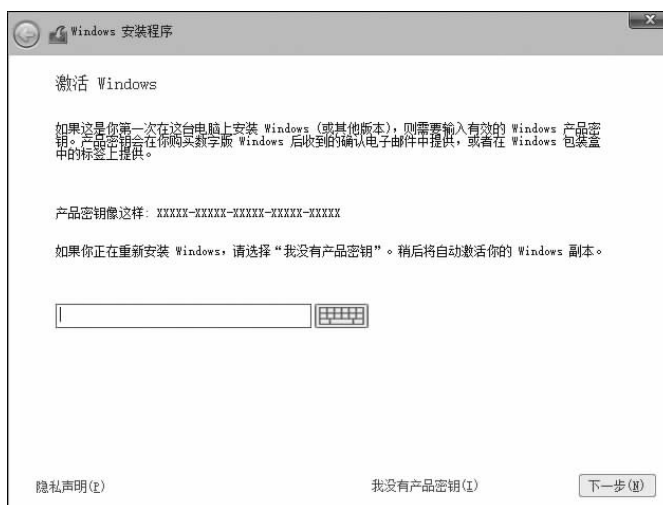 Windows 安装程序
激活 Windows
如果这是你第一次在这台电脑上安装 Windows (或其他版本)，则需要输入有效的 Windows 产品密
钥。产品密钥会在你购买数字版 Windows 后收到的确认电子邮件中提供，或者在 Windows 包装盒
中的标签上提供。
产品密钥像这样: XXXXX-XXXXX-XXXXX-XXXXX-XXXXX
如果你正在重新安装 Windows，请选择“我没有产品密钥”。稍后将自动激活你的 Windows 副本。
隐私声明(P) 我没有产品密钥(I) 下一步(N)